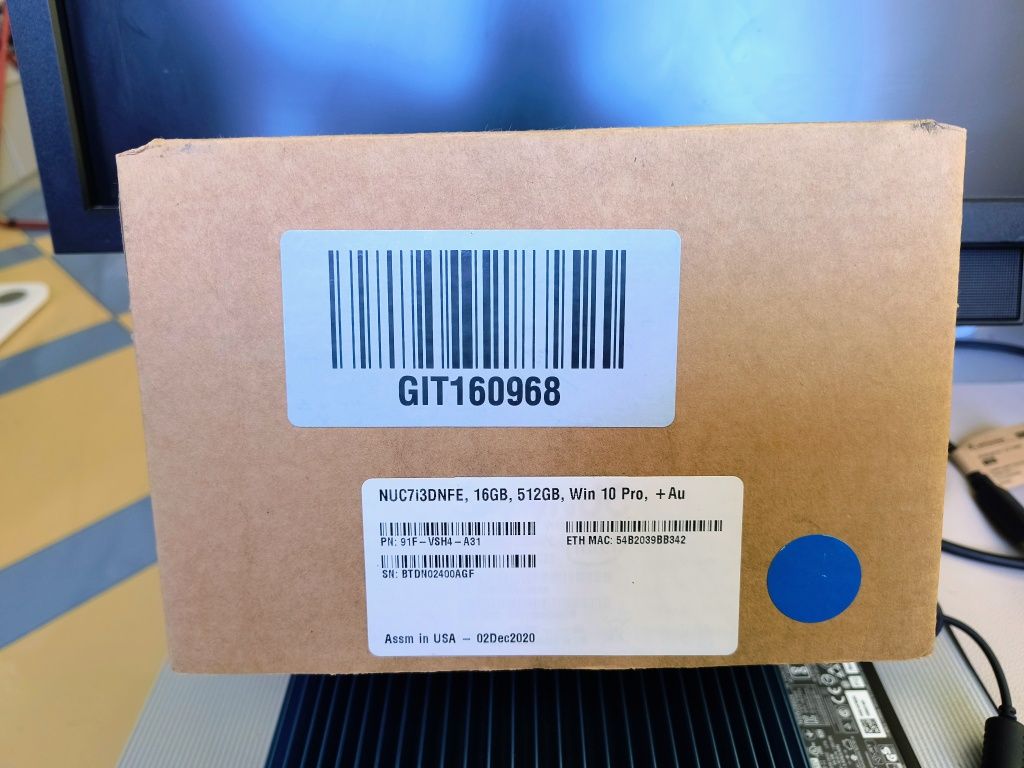 GIT160968
NUC7i3DNFE, 16GB, 512GB, Win 10 Pro, +Au
PN: 91F-VSH4-A31
ETH MAC: 54B2039BB342
SN: BTDN02400AGF
Assm in USA - 02Dec2020